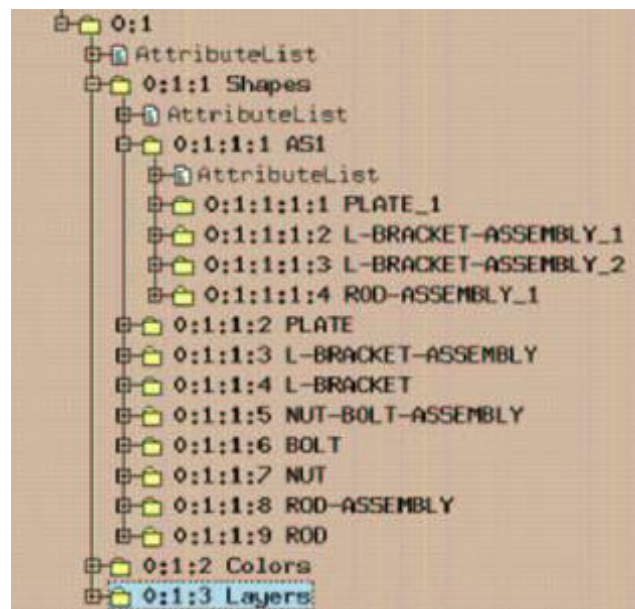 0:1
AttributeList
0:1:1 Shapes
AttributeList
0:1:1:1 AS1
AttributeList
0:1:1:1:1 PLATE_1
0:1:1:1:2 L-BRACKET-ASSEMBLY_1
0:1:1:1:3 L-BRACKET-ASSEMBLY_2
0:1:1:1:4 ROD-ASSEMBLY_1
0:1:1:2 PLATE
0:1:1:3 L-BRACKET-ASSEMBLY
0:1:1:4 L-BRACKET
0:1:1:5 NUT-BOLT-ASSEMBLY
0:1:1:6 BOLT
0:1:1:7 NUT
0:1:1:8 ROD-ASSEMBLY
0:1:1:9 ROD
0:1:2 Colors
0:1:3 Layers